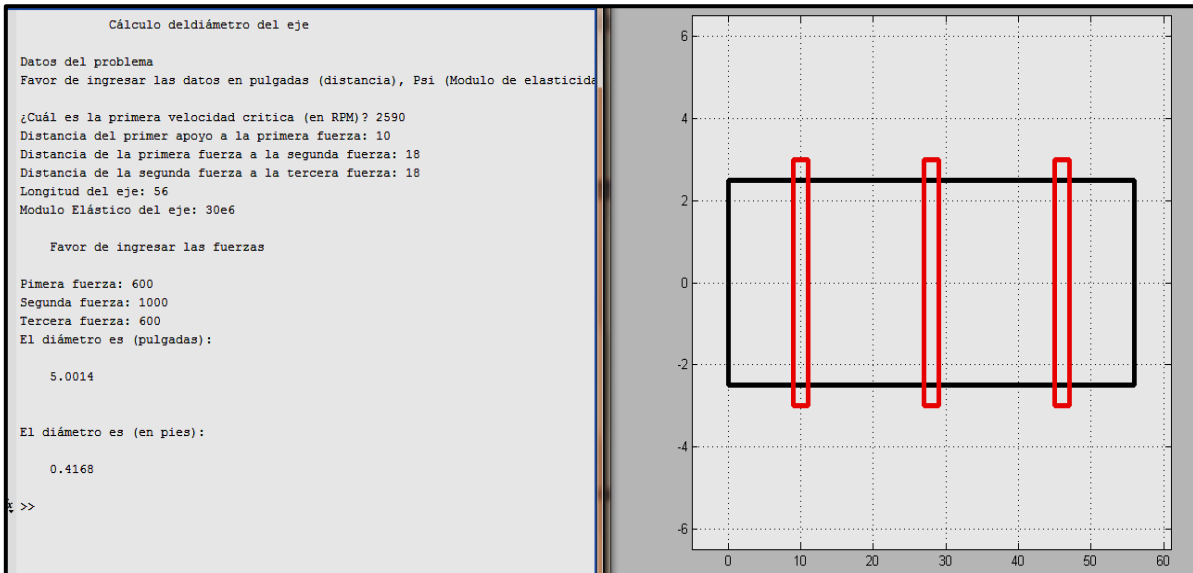 Cálculo deldiámetro del eje
Datos del problema
Favor de ingresar las datos en pulgadas (distancia), Psi (Modulo de elasticida
¿Cuál es la primera velocidad critica (en RPM)? 2590
Distancia del primer apoyo a la primera fuerza: 10
Distancia de la primera fuerza a la segunda fuerza: 18
Distancia de la segunda fuerza a la tercera fuerza: 18
Longitud del eje: 56
Modulo Elástico del eje: 30e6
Favor de ingresar las fuerzas
Pimera fuerza: 600
Segunda fuerza: 1000
Tercera fuerza: 600
El diámetro es (pulgadas):
5.0014
El diámetro es (en pies):
0.4168
>>
6
4
2
0
-2
-4
-6
0 10 20 30 40 50 60